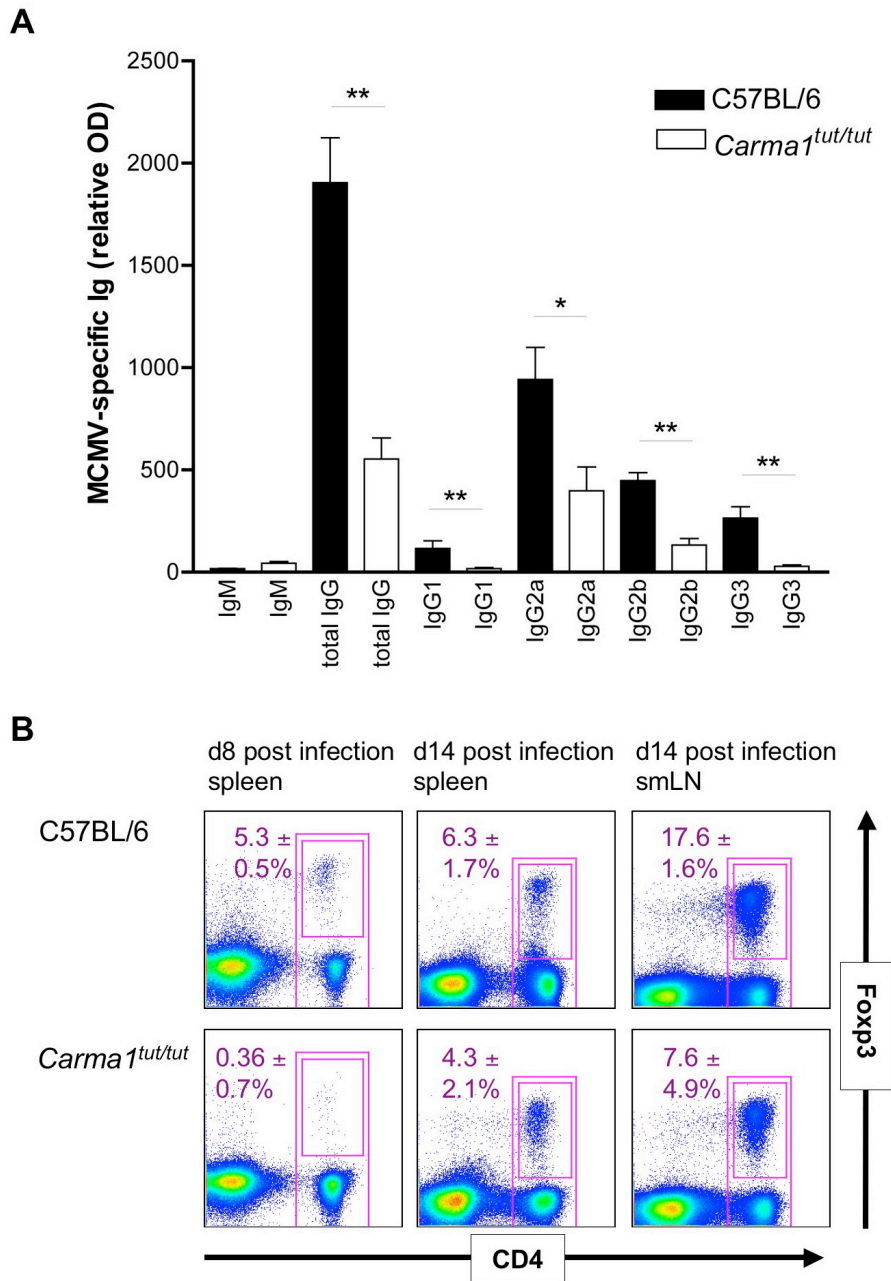 A
2500
2000
1500
1000
500
0
MCMV-specific Ig (relative OD)
C57BL/6
Carma1tut/tut
**
**
*
**
**
IgM
IgM
total IgG
total IgG
IgG1
IgG1
IgG2a
IgG2a
IgG2b
IgG2b
IgG3
IgG3
B
d8 post infection
spleen
d14 post infection
spleen
d14 post infection
smLN
C57BL/6
5.3 ±
0.5%
6.3 ±
1.7%
17.6 ±
1.6%
Carma1tut/tut
0.36 ±
0.7%
4.3 ±
2.1%
7.6 ±
4.9%
Foxp3
CD4